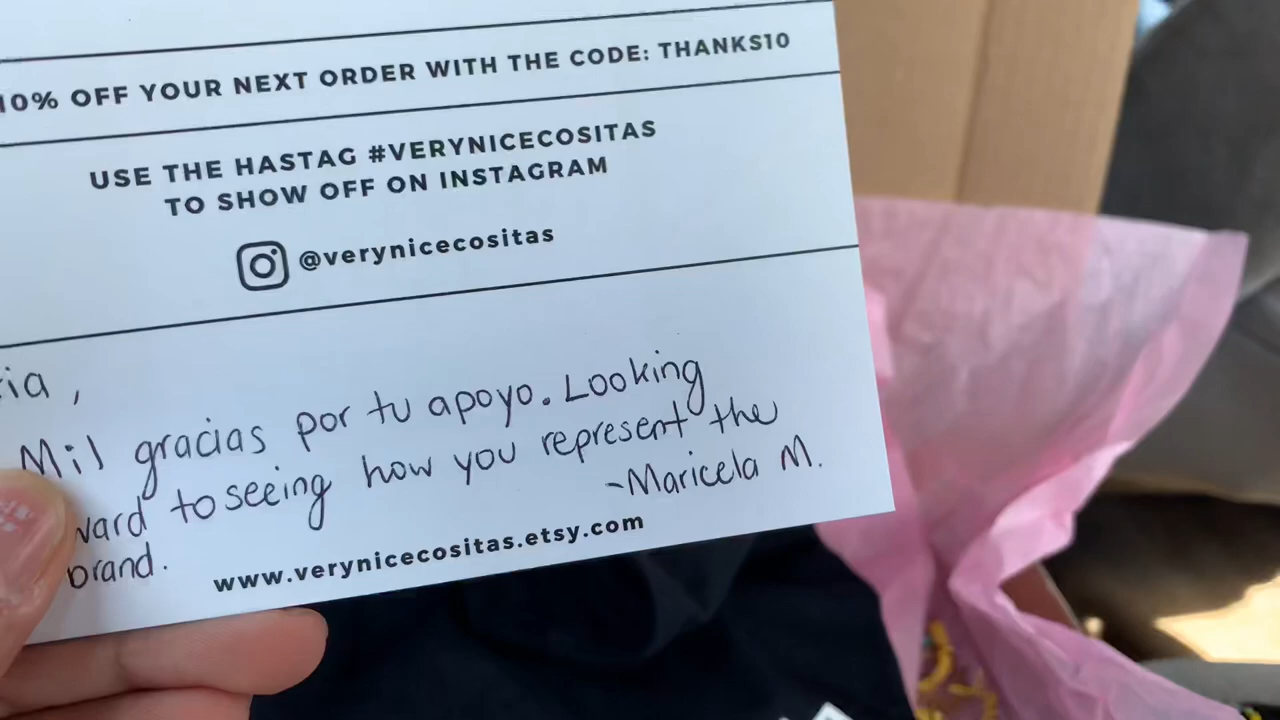 10% OFF YOUR NEXT ORDER WITH THE CODE: THANKS10
USE THE HASTAG #VERYNICECOSITAS
TO SHOW OFF ON INSTAGRAM
@verynicecositas
Mil gracias por tu apoyo. Looking
to seeing how you represent the
brand.
-Maricela M.
www.verynicecositas.etsy.com